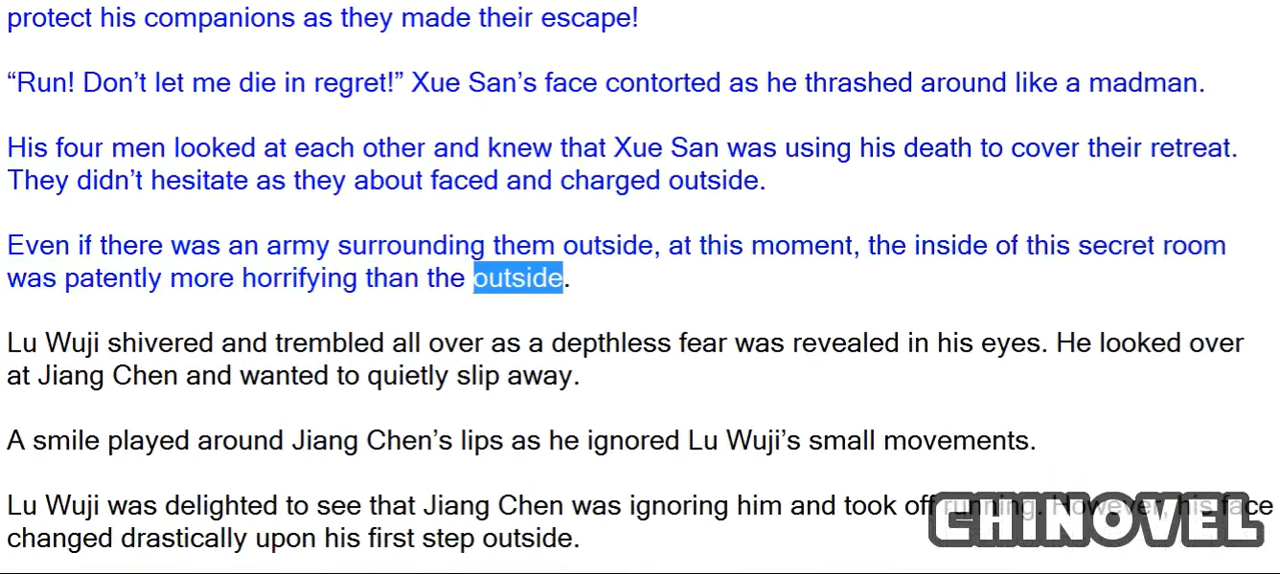 protect his companions as they made their escape!
“Run! Don’t let me die in regret!” Xue San’s face contorted as he thrashed around like a madman.
His four men looked at each other and knew that Xue San was using his death to cover their retreat.
They didn’t hesitate as they about faced and charged outside.
Even if there was an army surrounding them outside, at this moment, the inside of this secret room
was patently more horrifying than the outside.
Lu Wuji shivered and trembled all over as a depthless fear was revealed in his eyes. He looked over
at Jiang Chen and wanted to quietly slip away.
A smile played around Jiang Chen’s lips as he ignored Lu Wuji’s small movements.
Lu Wuji was delighted to see that Jiang Chen was ignoring him and took off running. However, his face
changed drastically upon his first step outside.
CHINOVEL